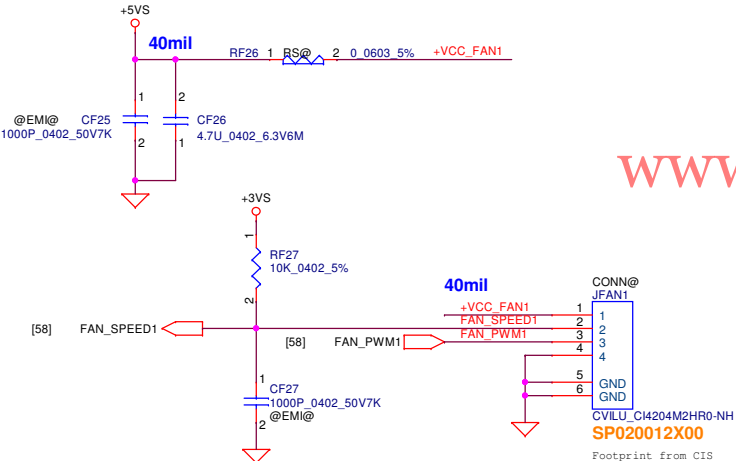 +5VS
40mil
RF26 1 RS@ 2 0_0603_5% +VCC_FAN1
1 2
@EMI@ CF25 CF26
1000P_0402_50V7K 4.7U_0402_6.3V6M
2 1
www
+3VS
1
RF27
10K_0402_5%
2
40mil
CONN@
JFAN1
+VCC_FAN1 1 1
FAN_SPEED1 2 2
FAN_PWM1 3 3
4 4
5 GND
6 GND
[58] FAN_SPEED1
[58] FAN_PWM1
1
CF27
1000P_0402_50V7K
@EMI@
2
CVILU_CI4204M2HR0-NH
SP020012X00
Footprint from CIS